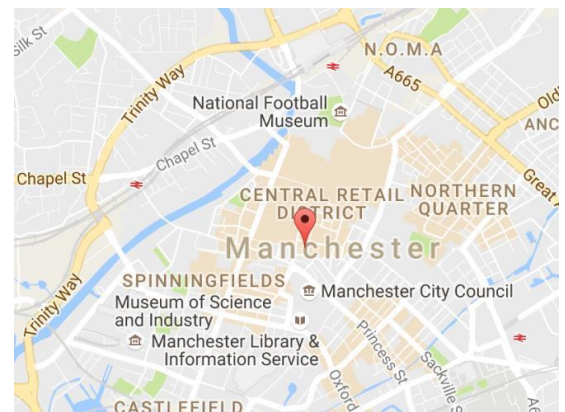 Silk St
Trinity Way
N.O.M.A
A665
National Football
Museum
Old
ANC
Chapel St
Chapel St
CENTRAL RETAIL
DISTRICT
NORTHERN
QUARTER
Great A
Manchester
SPINNINGFIELDS
Museum of Science
and Industry
Manchester City Council
Trinity Way
Manchester Library &
Information Service
Princess St
Sackville S
Oxford
A6
CASTLEFIELD